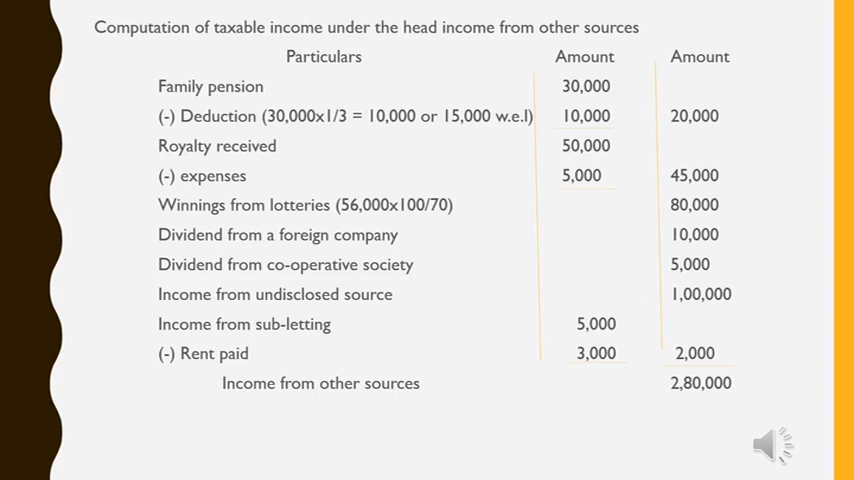 Computation of taxable income under the head income from other sources
Particulars Amount Amount
Family pension 30,000
(-) Deduction (30,000x1/3 = 10,000 or 15,000 w.e.l) 10,000 20,000
Royalty received 50,000
(-) expenses 5,000 45,000
Winnings from lotteries (56,000x100/70) 80,000
Dividend from a foreign company 10,000
Dividend from co-operative society 5,000
Income from undisclosed source 1,00,000
Income from sub-letting 5,000
(-) Rent paid 3,000 2,000
Income from other sources 2,80,000